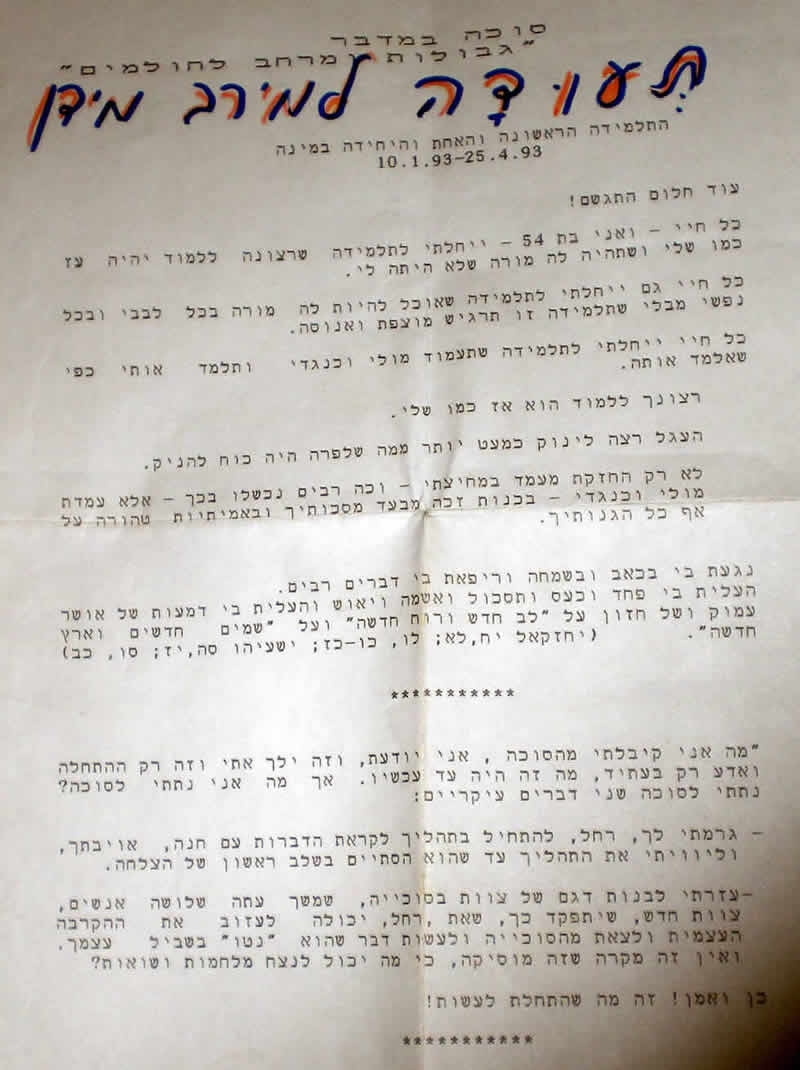 סוכה במדבר
"גבולות ומרחב לחולמים"
תעודה למירב מידן
התלמידה הראשונה והאחת והיחידה במינה
10.1.93-25.4.93
עוד חלום התגשם!
כל חיי - ואני בת 54 - ייחלתי לתלמידה שרצונה ללמוד יהיה עז
כמו שלי ושתהיה לה מורה שלא היתה לי.
כל חיי גם ייחלתי לתלמידה שאוכל להיות לה מורה בכל לבבי ובכל
נפשי מבלי שתלמידה זו תרגיש מוצפת ואנוסה.
כל חיי ייחלתי לתלמידה שתעמוד מולי וכנגדי ותלמד אותי כפי
שאלמד אותה.
רצונך ללמוד הוא אז כמו שלי.
העגל רצה לינוק כמעט יותר ממה שלפרה היה כוח להניק.
לא רק החזקת מעמד במחיצתי - וכה רבים נכשלו בכך - אלא עמדת
מולי וכנגדי - בכנות זכה מבעד מסכותיך ובאמיתיות טהורה על
אף כל הגנותיך.
נגעת בי בכאב ובשמחה וריפאת בי דברים רבים.
העלית בי פחד וכעס ותסכול ואשמה ויאוש והעלית בי דמעות של אושר
עמוק ושל חזון על "לב חדש ורוח חדשה" ועל "שמים חדשים וארץ
חדשה". (יחזקאל יח,לא; לו, כו-כז; ישעיהו סה,יז; סו, כב)
***********
"מה אני קיבלתי מהסוכה , אני יודעת, וזה ילך אתי וזה רק ההתחלה
ואדע רק בעתיד, מה זה היה עד עכשיו. אך מה אני נתתי לסוכה?
נתתי לסוכה שני דברים עיקריים:
- גרמתי לך, רחל, להתחיל בתהליך לקראת הדברות עם חנה, אויבתך,
וליוויתי את התהליך עד שהוא הסתיים בשלב ראשון של הצלחה.
-עזרתי לבנות דגם של צוות בסוכייה, שמשך עתה שלושה אנשים,
צוות חדש, שיתפקד כך, שאת ,רחל, יכולה לעזוב את ההקרבה
העצמית ולצאת מהסוכייה ולעשות דבר שהוא "נטו" בשביל עצמך.
ואין זה מקרה שזה מוסיקה, כי מה יכול לנצח מלחמות ושואות?
כן ואמן! זה מה שהתחלת לעשות!
***********